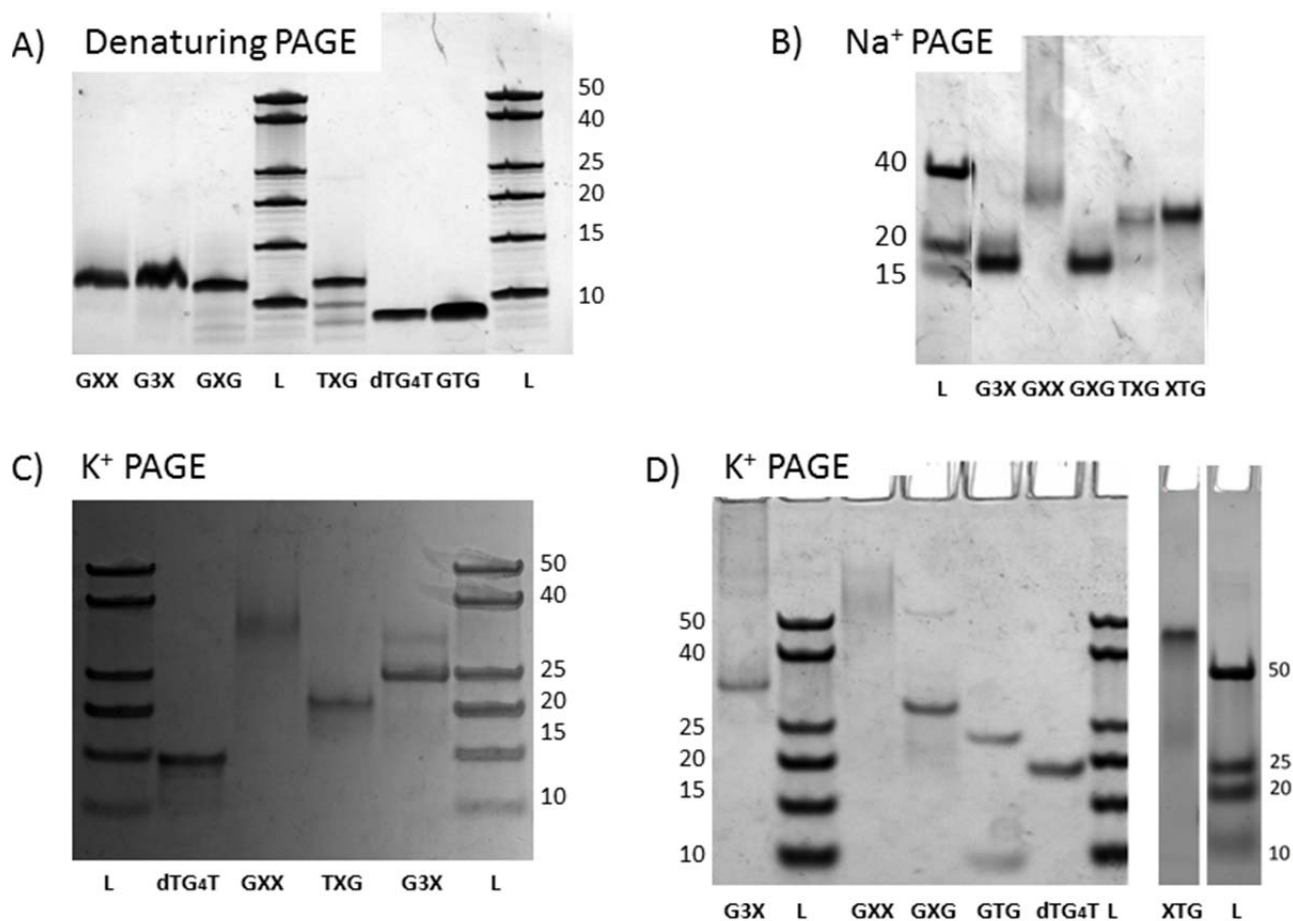 A) Denaturing PAGE
50
40
25
20
15
10
GXX G3X GXG L TXG dTG4T GTG L
B) Na⁺ PAGE
40
20
15
L G3X GXX GXG TXG XTG
C) K⁺ PAGE
50
40
25
20
15
10
L dTG4T GXX TXG G3X L
D) K⁺ PAGE
50
40
25
20
15
10
G3X L GXX GXG GTG dTG4T L
50
25
20
10
XTG L